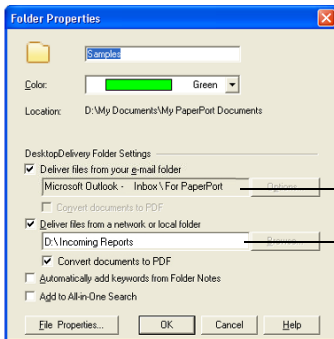 Folder Properties
Samples
Color:
Green
Location:
D:\My Documents\My PaperPort Documents
DesktopDelivery Folder Settings
Deliver files from your e-mail folder
Microsoft Outlook - Inbox \ For PaperPort
Options
Convert documents to PDF
Deliver files from a network or local folder
D:\ Incoming Reports
Browse...
Convert documents to PDF
Automatically add keywords from Folder Notes
Add to All-in-One Search
File Properties...
OK
Cancel
Help